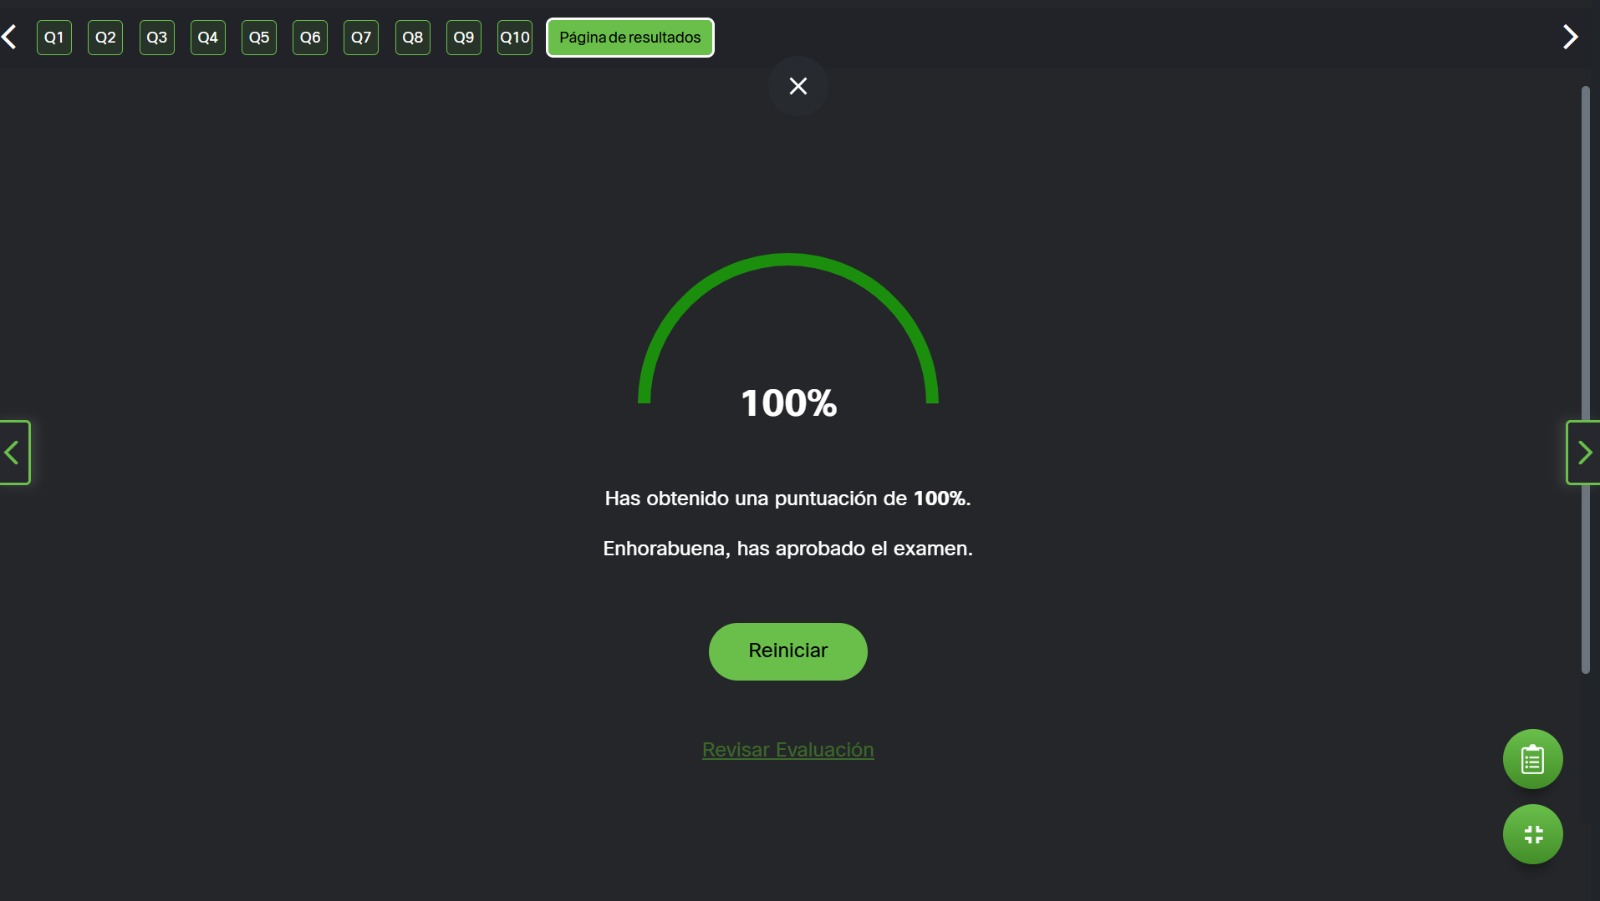 Q1 Q2 Q3 Q4 Q5 Q6 Q7 Q8 Q9 Q10 Página de resultados
100%
Has obtenido una puntuación de 100%.
Enhorabuena, has aprobado el examen.
Reiniciar
Revisar Evaluación